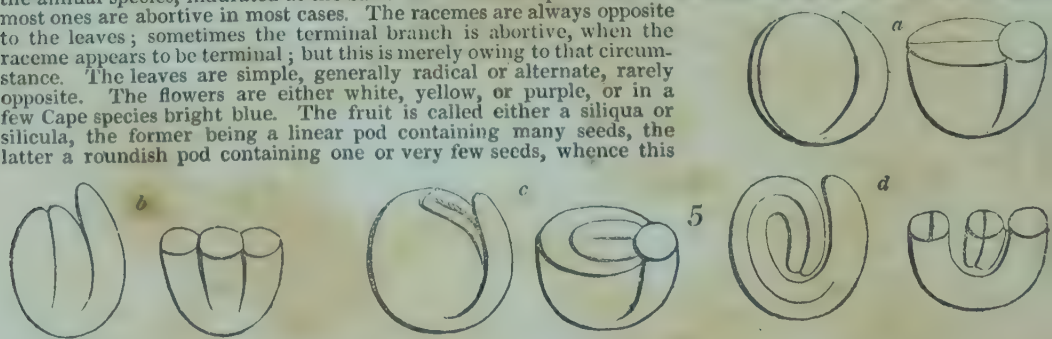 most ones are abortive in most cases. The racemes are always opposite
to the leaves; sometimes the terminal branch is abortive, when the
raceme appears to be terminal; but this is merely owing to that circum-
stance. The leaves are simple, generally radical or alternate, rarely
opposite. The flowers are either white, yellow, or purple, or in a
few Cape species bright blue. The fruit is called either a siliqua or
silicula, the former being a linear pod containing many seeds, the
latter a roundish pod containing one or very few seeds, whence this
a
b
c
5
d